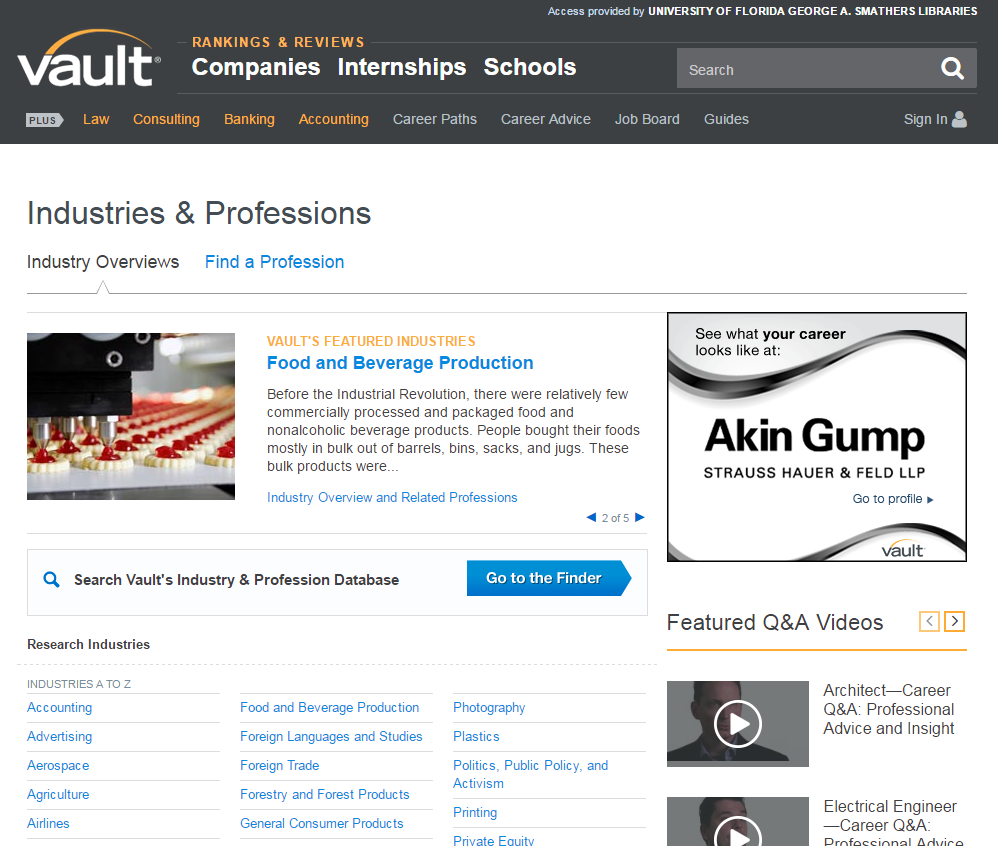 Access provided by UNIVERSITY OF FLORIDA GEORGE A. SMATHERS LIBRARIES
vault®
RANKINGS & REVIEWS
Companies Internships Schools
Search
PLUS Law Consulting Banking Accounting Career Paths Career Advice Job Board Guides Sign In
Industries & Professions
Industry Overviews Find a Profession
VAULT'S FEATURED INDUSTRIES
Food and Beverage Production
Before the Industrial Revolution, there were relatively few
commercially processed and packaged food and
nonalcoholic beverage products. People bought their foods
mostly in bulk out of barrels, bins, sacks, and jugs. These
bulk products were...
Industry Overview and Related Professions
2 of 5
See what your career
looks like at:
Akin Gump
STRAUSS HAUER & FELD LLP
Go to profile
vault
Search Vault's Industry & Profession Database
Go to the Finder
Research Industries
INDUSTRIES A TO Z
Accounting
Advertising
Aerospace
Agriculture
Airlines
Food and Beverage Production
Foreign Languages and Studies
Foreign Trade
Forestry and Forest Products
General Consumer Products
Photography
Plastics
Politics, Public Policy, and
Activism
Printing
Private Equity
Featured Q&A Videos
Architect—Career
Q&A: Professional
Advice and Insight
Electrical Engineer
—Career Q&A:
Professional Advice